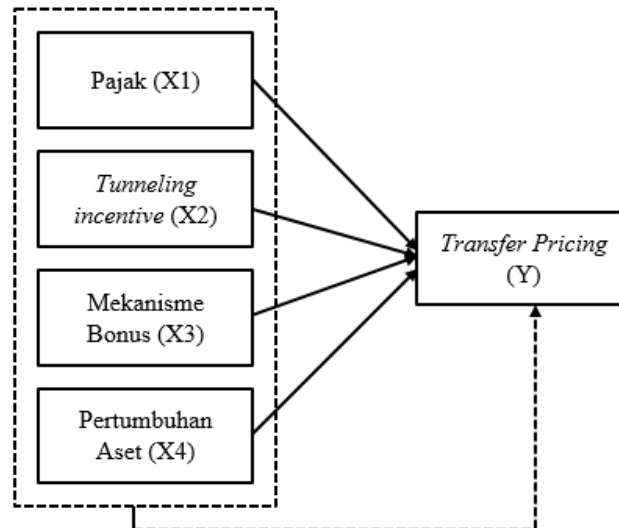 Pajak (X1)
Tunneling
incentive (X2)
Mekanisme
Bonus (X3)
Pertumbuhan
Aset (X4)
Transfer Pricing
(Y)